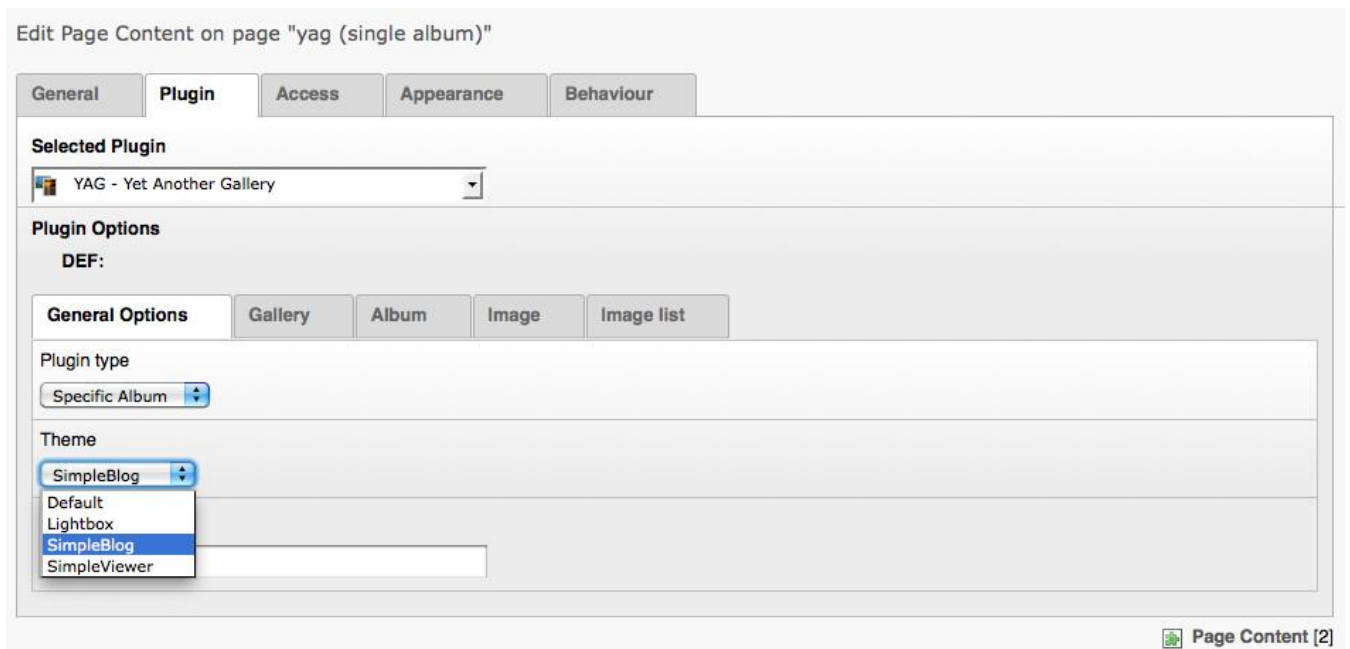 Edit Page Content on page "yag (single album)"
General Plugin Access Appearance Behaviour
Selected Plugin
YAG - Yet Another Gallery
Plugin Options
DEF:
General Options Gallery Album Image Image list
Plugin type
Specific Album
Theme
SimpleBlog
Default
Lightbox
SimpleBlog
SimpleViewer
Page Content [2]